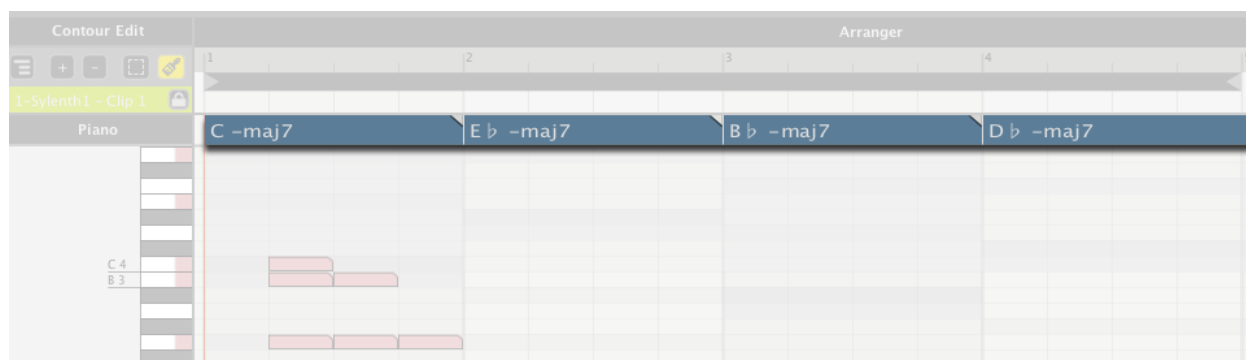 Contour Edit Arranger
+ - 1 2 3 4
1-Sylenth1 - Clip 1
Piano C -maj7 E♭ -maj7 B♭ -maj7 D♭ -maj7
C 4
B 3